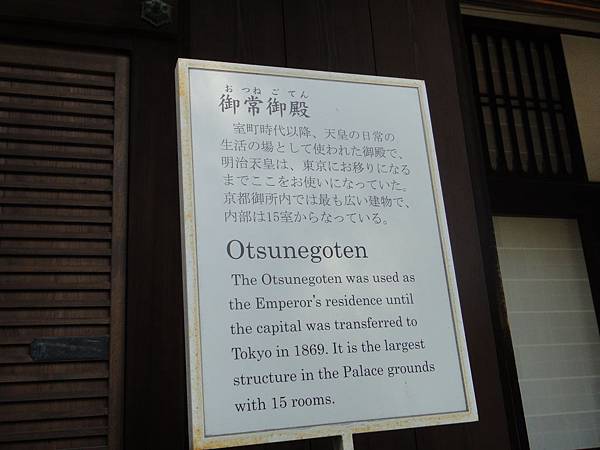 おつねごてん
御常御殿
室町時代以降、天皇の日常の
生活の場として使われた御殿で、
明治天皇は、東京にお移りになる
までここをお使いになっていた。
京都御所内では最も広い建物で、
内部は15室からなっている。
Otsunegoten
The Otsunegoten was used as
the Emperor's residence until
the capital was transferred to
Tokyo in 1869. It is the largest
structure in the Palace grounds
with 15 rooms.